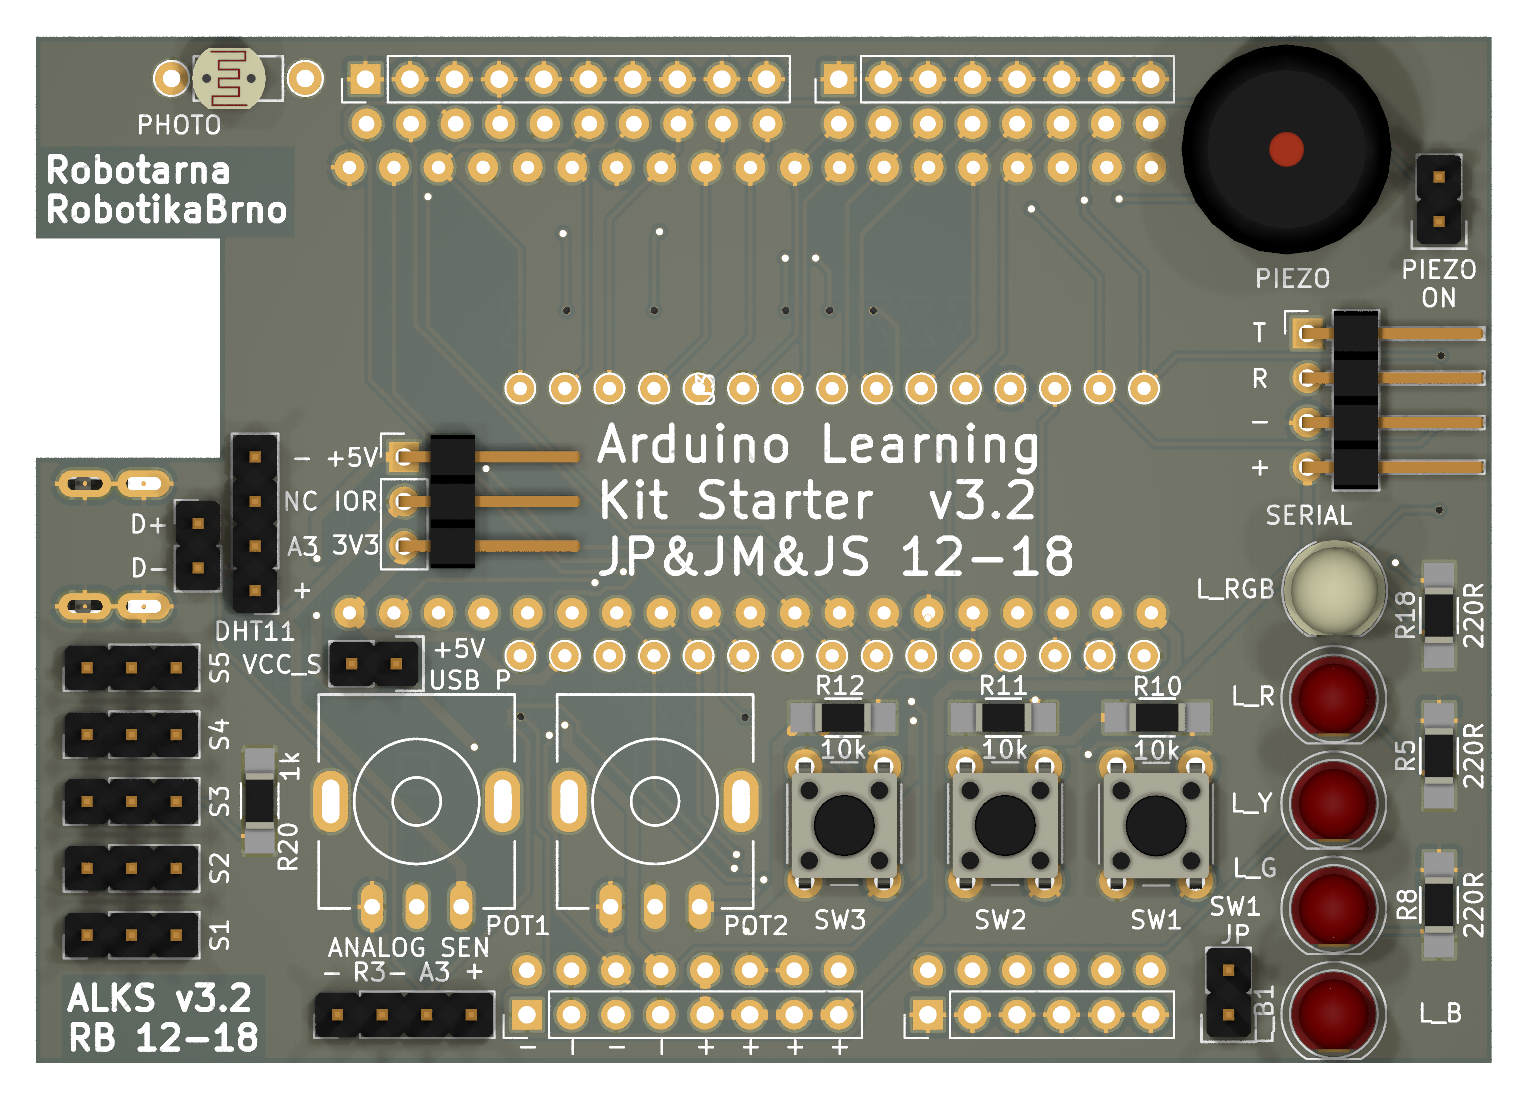 PHOTO
Robotarna
RobotikaBrno
PIEZO
PIEZO
ON
T
R
-
+
SERIAL
- +5V
NC IOR
A3 3V3
+
DHT11
D+
D-
Arduino Learning
Kit Starter v3.2
JP&JM&JS 12-18
VCC_S
+5V
USB P
S5
S4
S3
S2
S1
1k
R20
POT1
POT2
R12
10k
R11
10k
R10
10k
SW3
SW2
SW1
L_RGB
L_R
L_Y
L_G
L_B
R18
220R
R5
220R
R8
220R
SW1
JP
ANALOG SEN
- R3- A3 +
ALKS v3.2
RB 12-18
- | - | + + + +